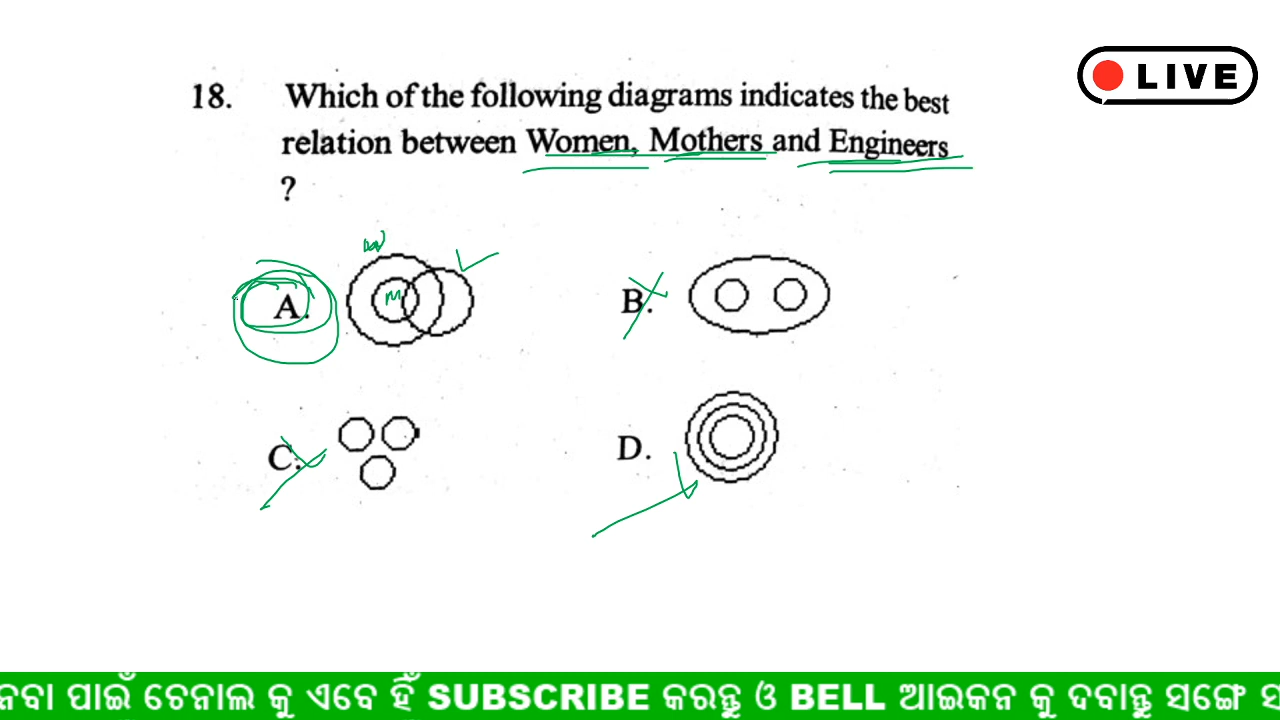 LIVE
18. Which of the following diagrams indicates the best
relation between Women, Mothers and Engineers
?
W
A. M
B.
C.
D.
ନବା ପାଇଁ ଚେନାଲ କୁ ଏବେ ହିଁ SUBSCRIBE କରନ୍ତୁ ଓ BELL ଆଇକନ କୁ ଦବାନ୍ତୁ ସଙ୍ଗେ ସ